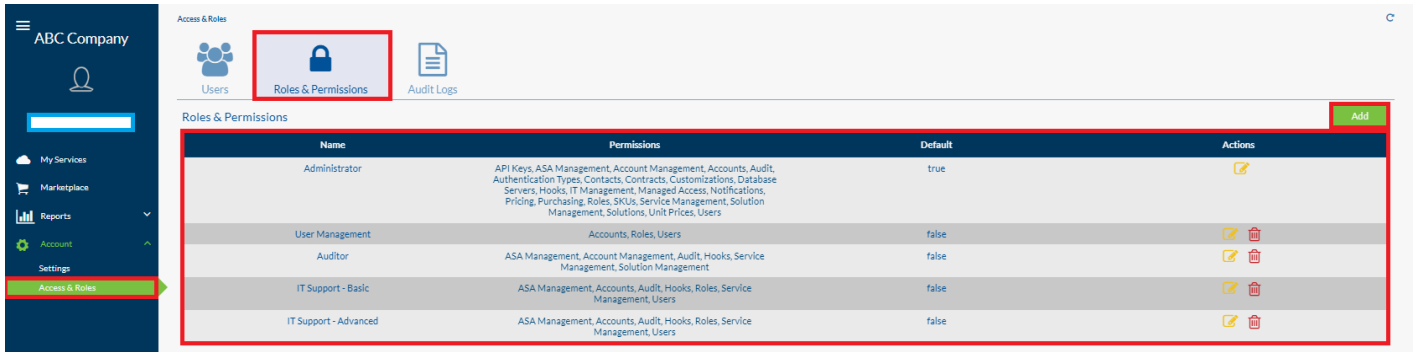 Access & Roles
ABC Company
Users
Roles & Permissions
Audit Logs
Roles & Permissions
Add
Name Permissions Default Actions
Administrator API Keys, ASA Management, Account Management, Accounts, Audit, true
Authentication Types, Contacts, Contracts, Customizations, Database
Servers, Hooks, IT Management, Managed Access, Notifications,
Pricing, Purchasing, Roles, SKUs, Service Management, Solution
Management, Solutions, Unit Prices, Users
User Management Accounts, Roles, Users false
Auditor ASA Management, Account Management, Audit, Hooks, Service false
Management, Solution Management
IT Support - Basic ASA Management, Accounts, Audit, Hooks, Roles, Service false
Management, Users
IT Support - Advanced ASA Management, Accounts, Audit, Hooks, Roles, Service false
Management, Users
My Services
Marketplace
Reports
Account
Settings
Access & Roles